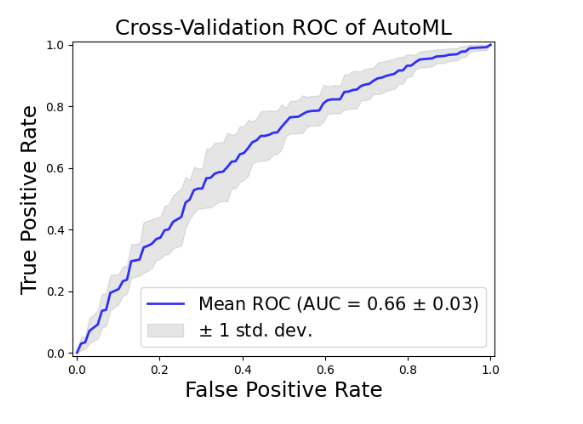 Cross-Validation ROC of AutoML
1.0
0.8
0.6
0.4
0.2
0.0
True Positive Rate
Mean ROC (AUC = 0.66 ± 0.03)
± 1 std. dev.
0.0 0.2 0.4 0.6 0.8 1.0
False Positive Rate